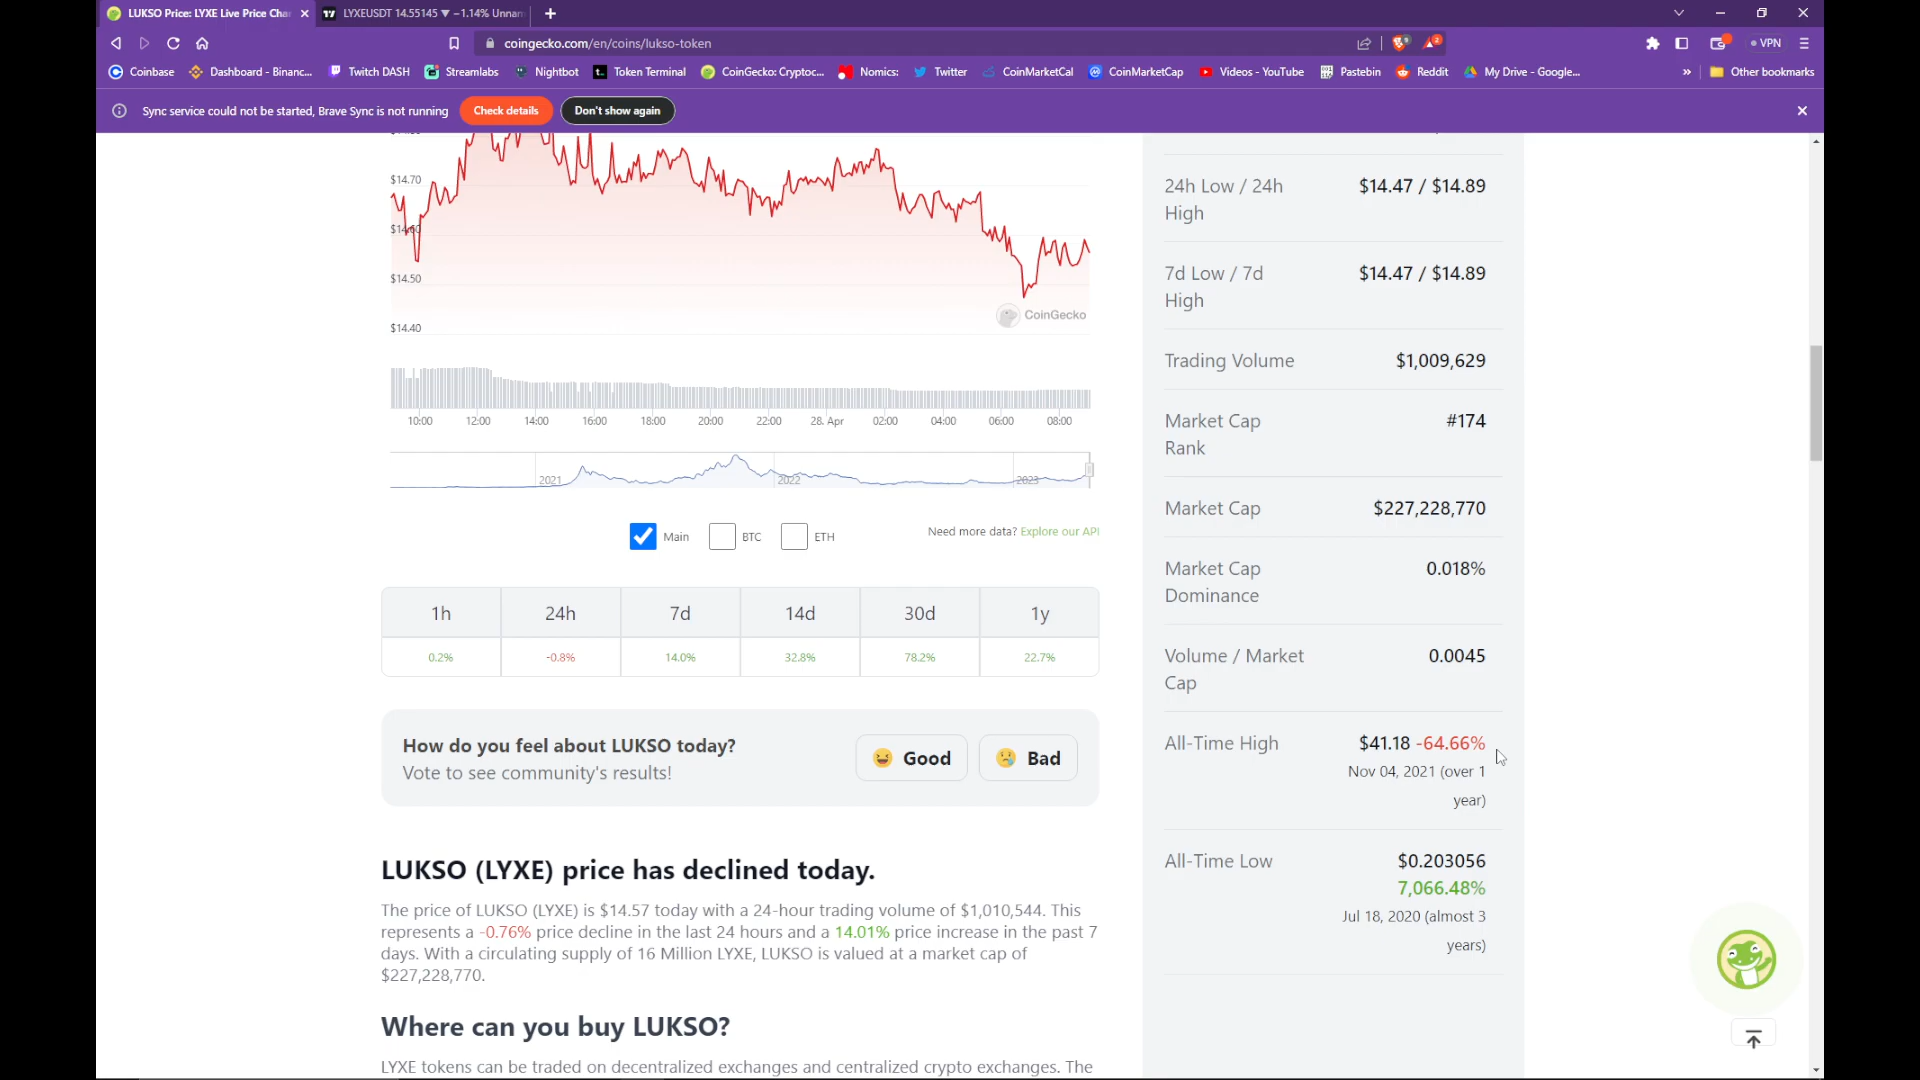 LUKSO Price: LYXE Live Price Cha
LYXEUSDT 14.55145 ▼ −1.14% Unnam
coingecko.com/en/coins/lukso-token
VPN
Coinbase
Dashboard - Binanc...
Twitch DASH
Streamlabs
Nightbot
Token Terminal
CoinGecko: Cryptoc...
Nomics:
Twitter
CoinMarketCal
CoinMarketCap
Videos - YouTube
Pastebin
Reddit
My Drive - Google...
»
Other bookmarks
Sync service could not be started, Brave Sync is not running
Check details
Don't show again
$14.70
$14.60
$14.50
$14.40
CoinGecko
10:00 12:00 14:00 16:00 18:00 20:00 22:00 28. Apr 02:00 04:00 06:00 08:00
2021 2022 2023
Main BTC ETH
Need more data? Explore our API
1h 24h 7d 14d 30d 1y
0.2% -0.8% 14.0% 32.8% 78.2% 22.7%
How do you feel about LUKSO today?
Vote to see community's results!
Good
Bad
LUKSO (LYXE) price has declined today.
The price of LUKSO (LYXE) is $14.57 today with a 24-hour trading volume of $1,010,544. This
represents a -0.76% price decline in the last 24 hours and a 14.01% price increase in the past 7
days. With a circulating supply of 16 Million LYXE, LUKSO is valued at a market cap of
$227,228,770.
Where can you buy LUKSO?
LYXE tokens can be traded on decentralized exchanges and centralized crypto exchanges. The
24h Low / 24h
High
$14.47 / $14.89
7d Low / 7d
High
$14.47 / $14.89
Trading Volume
$1,009,629
Market Cap
Rank
#174
Market Cap
$227,228,770
Market Cap
Dominance
0.018%
Volume / Market
Cap
0.0045
All-Time High
$41.18 -64.66%
Nov 04, 2021 (over 1
year)
All-Time Low
$0.203056
7,066.48%
Jul 18, 2020 (almost 3
years)